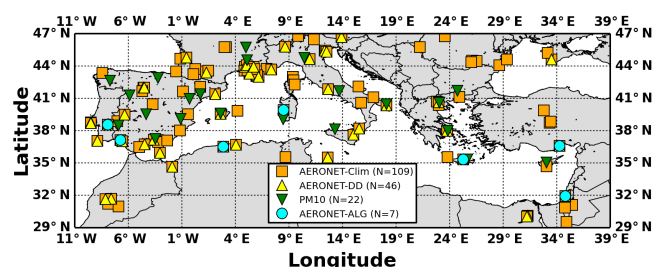 11° W 6° W 1° W 4° E 9° E 14° E 19° E 24° E 29° E 34° E 39° E
47° N 47° N
44° N 44° N
41° N 41° N
38° N 38° N
35° N 35° N
32° N 32° N
29° N 29° N
Latitude
AERONET-Clim (N=109)
AERONET-DD (N=46)
PM10 (N=22)
AERONET-ALG (N=7)
11° W 6° W 1° W 4° E 9° E 14° E 19° E 24° E 29° E 34° E 39° E
Longitude